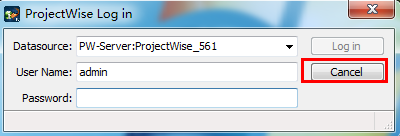 ProjectWise Log in
Datasource: PW-Server:ProjectWise_561 Log in
User Name: admin Cancel
Password: